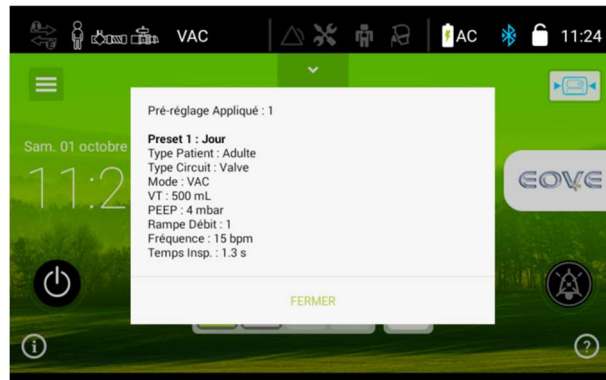 VAC
AC
11:24
Pré-réglage Appliqué : 1
Preset 1 : Jour
Type Patient : Adulte
Type Circuit : Valve
Mode : VAC
VT : 500 mL
PEEP : 4 mbar
Rampe Débit : 1
Fréquence : 15 bpm
Temps Insp. : 1.3 s
FERMER
Sam. 01 octobre
11:2
EOVE